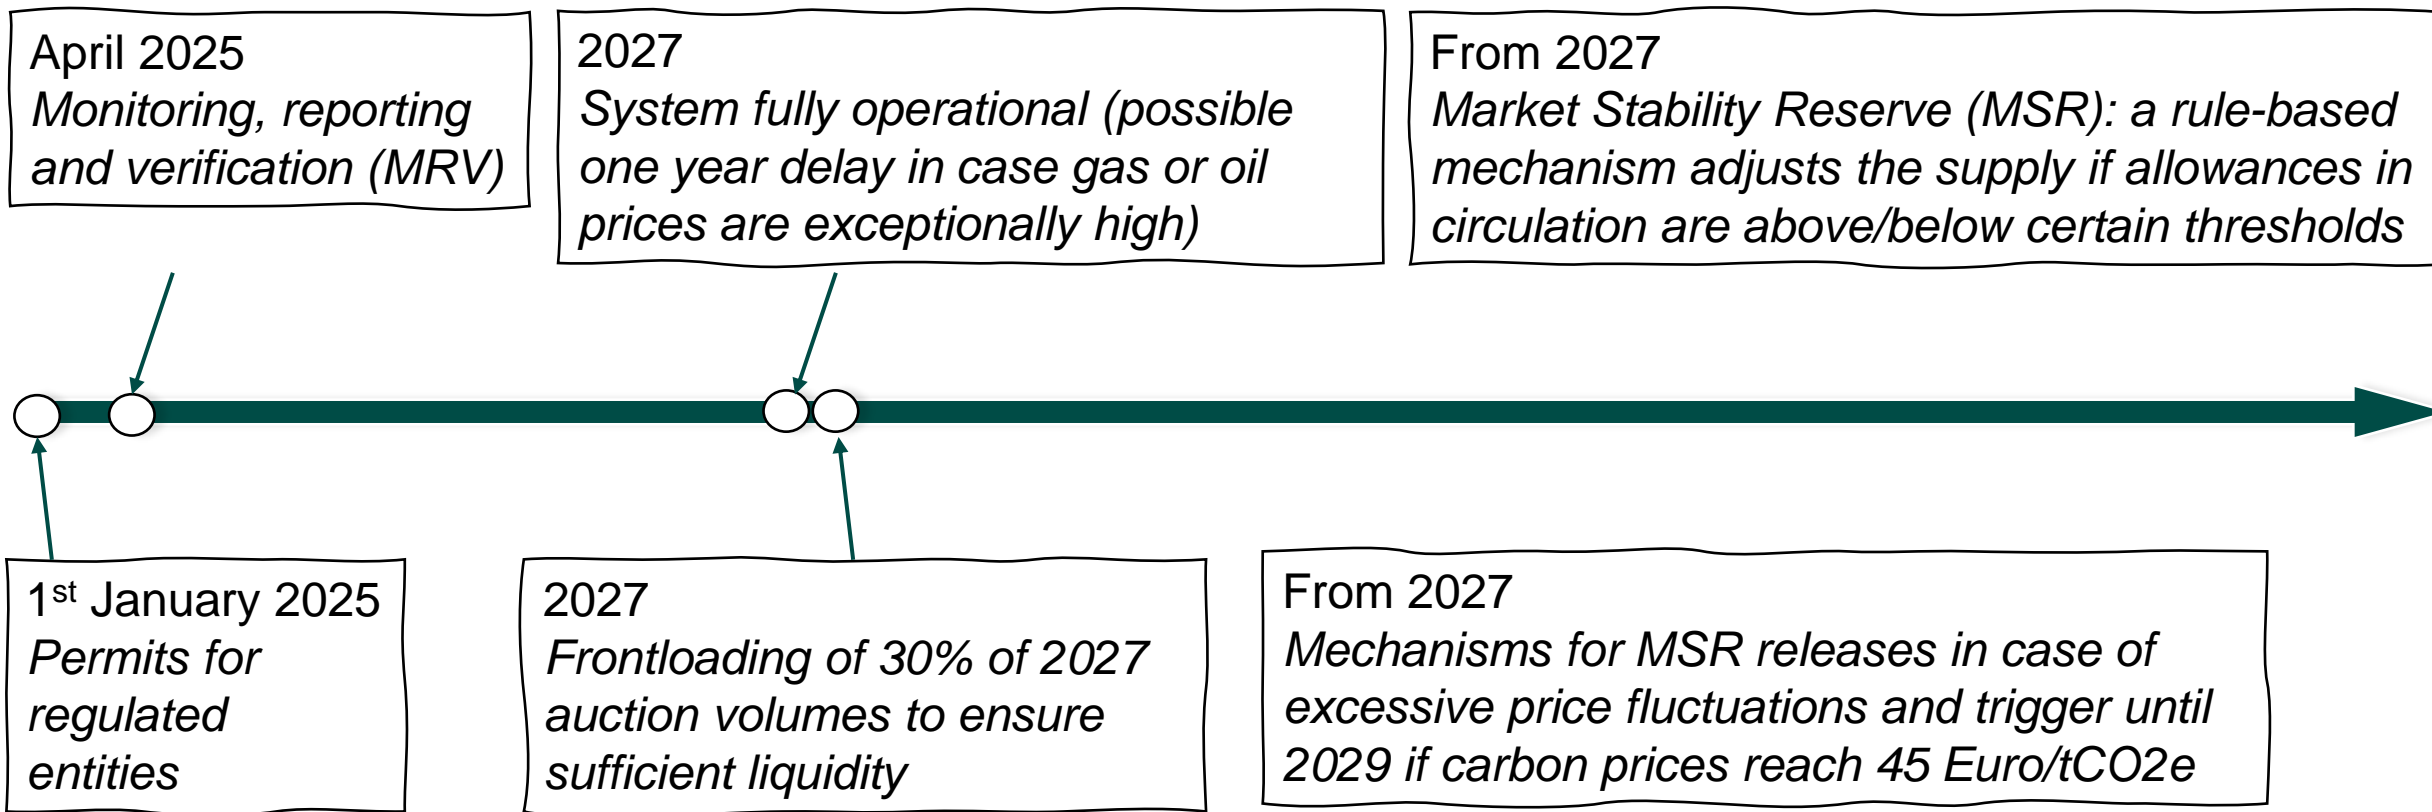 April 2025
Monitoring, reporting
and verification (MRV)
2027
System fully operational (possible
one year delay in case gas or oil
prices are exceptionally high)
From 2027
Market Stability Reserve (MSR): a rule-based
mechanism adjusts the supply if allowances in
circulation are above/below certain thresholds
1st January 2025
Permits for
regulated
entities
2027
Frontloading of 30% of 2027
auction volumes to ensure
sufficient liquidity
From 2027
Mechanisms for MSR releases in case of
excessive price fluctuations and trigger until
2029 if carbon prices reach 45 Euro/tCO2e